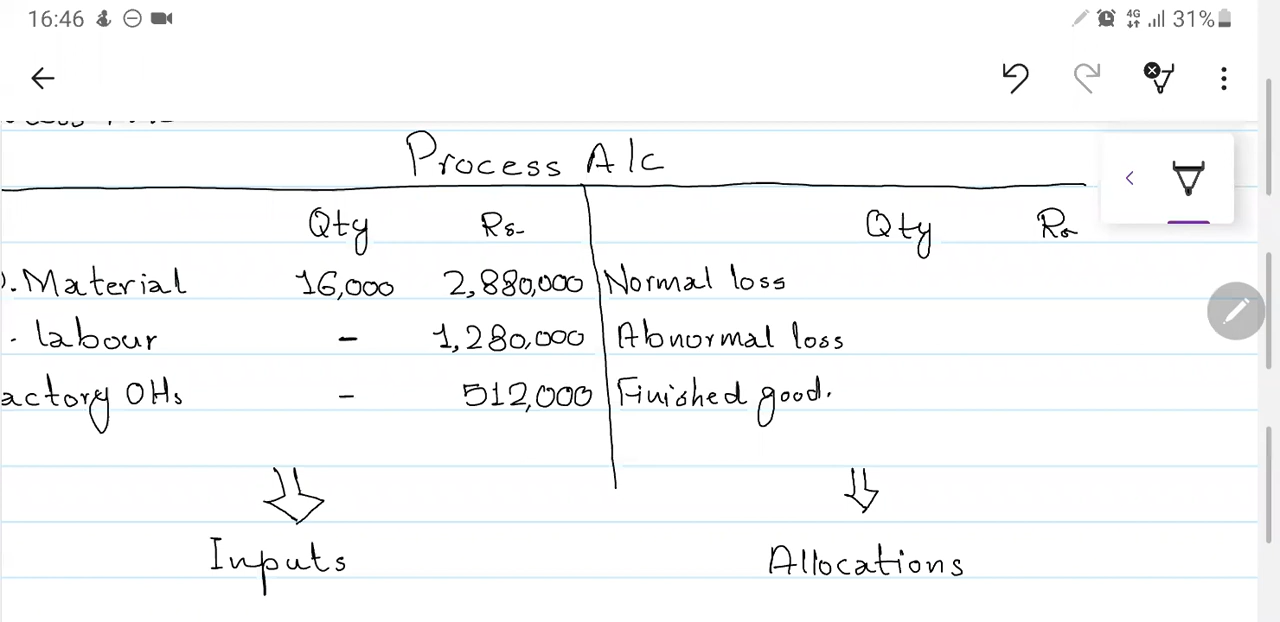 16:46 4G 31%
Process A/c
Qty Rs. Qty Rs
). Material 16,000 2,880,000 Normal loss
. labour - 1,280,000 Abnormal loss
actory OHs - 512,000 Finished good.
Inputs Allocations